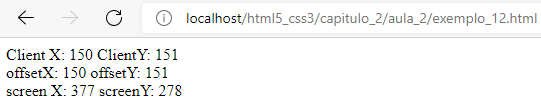 localhost/html5_css3/capitulo_2/aula_2/exemplo_12.html
Client X: 150 ClientY: 151
offsetX: 150 offsetY: 151
screen X: 377 screenY: 278